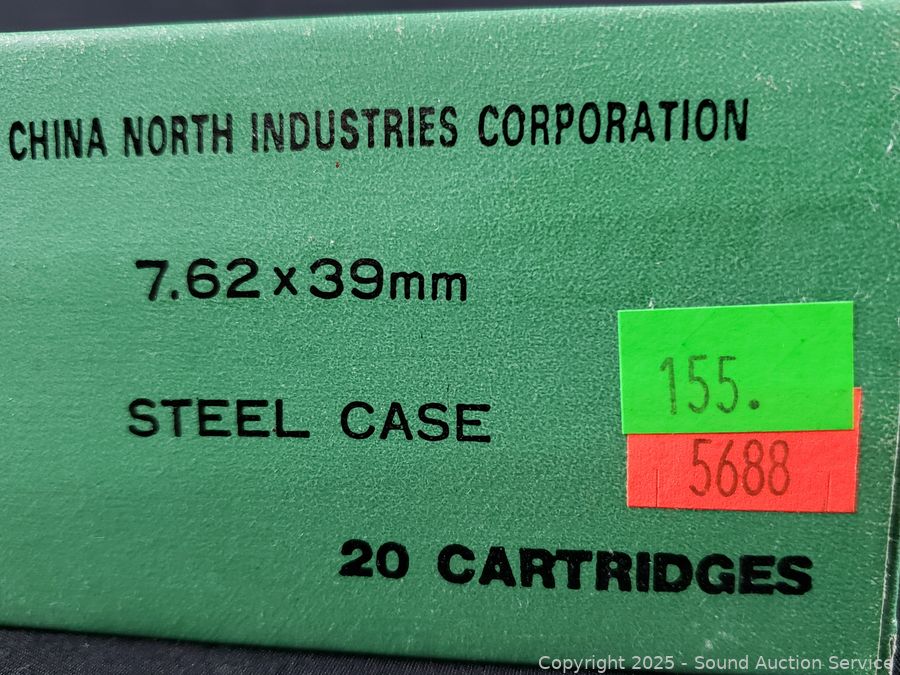 CHINA NORTH INDUSTRIES CORPORATION
7.62x39mm
155.
STEEL CASE
5688
20 CARTRIDGES
Copyright 2025 - Sound Auction Service